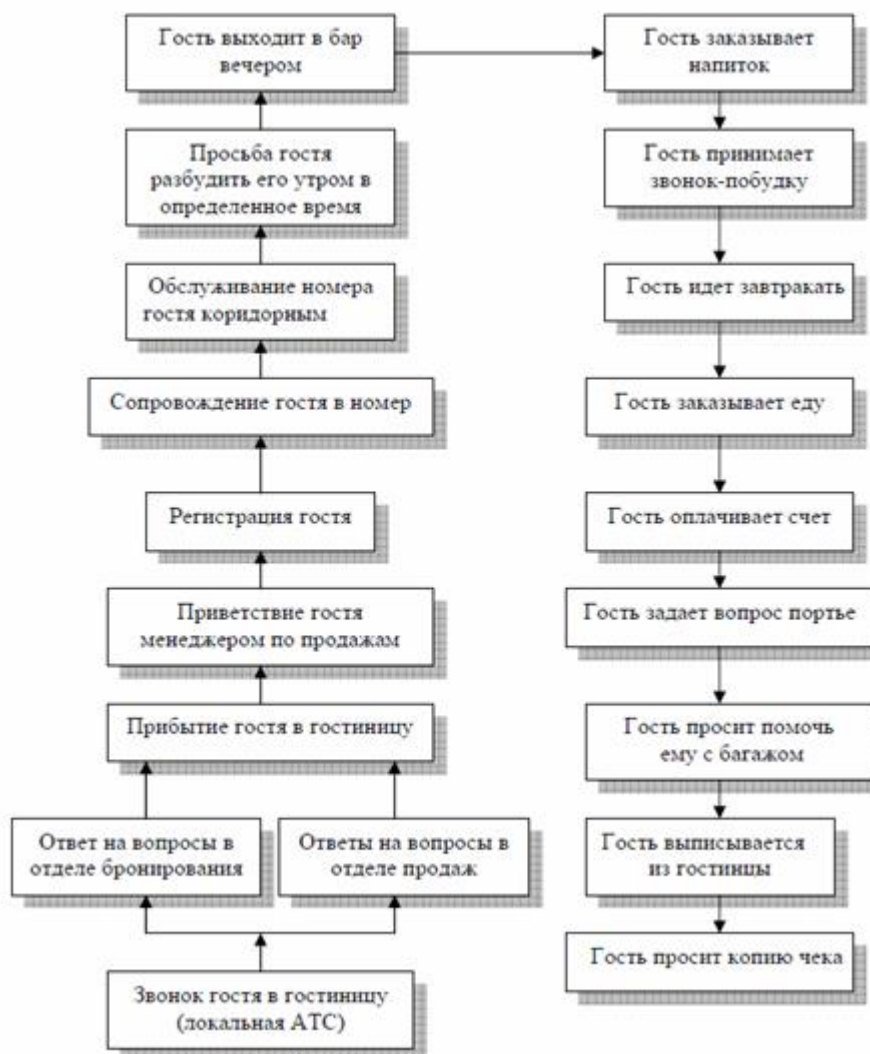 Гость выходит в бар
вечером
Гость заказывает
напиток
Просьба гостя
разбудить его утром в
определенное время
Гость принимает
звонок-побудку
Обслуживание номера
гостя коридорным
Гость идет завтракать
Сопровождение гостя в номер
Гость заказывает еду
Регистрация гостя
Гость оплачивает счет
Приветствие гостя
менеджером по продажам
Гость задает вопрос портье
Прибытие гостя в гостиницу
Гость просит помочь
ему с багажом
Ответ на вопросы в
отделе бронирования
Ответы на вопросы в
отделе продаж
Гость выписывается
из гостинцы
Гость просит копию чека
Звонок гостя в гостиницу
(локальная АТС)